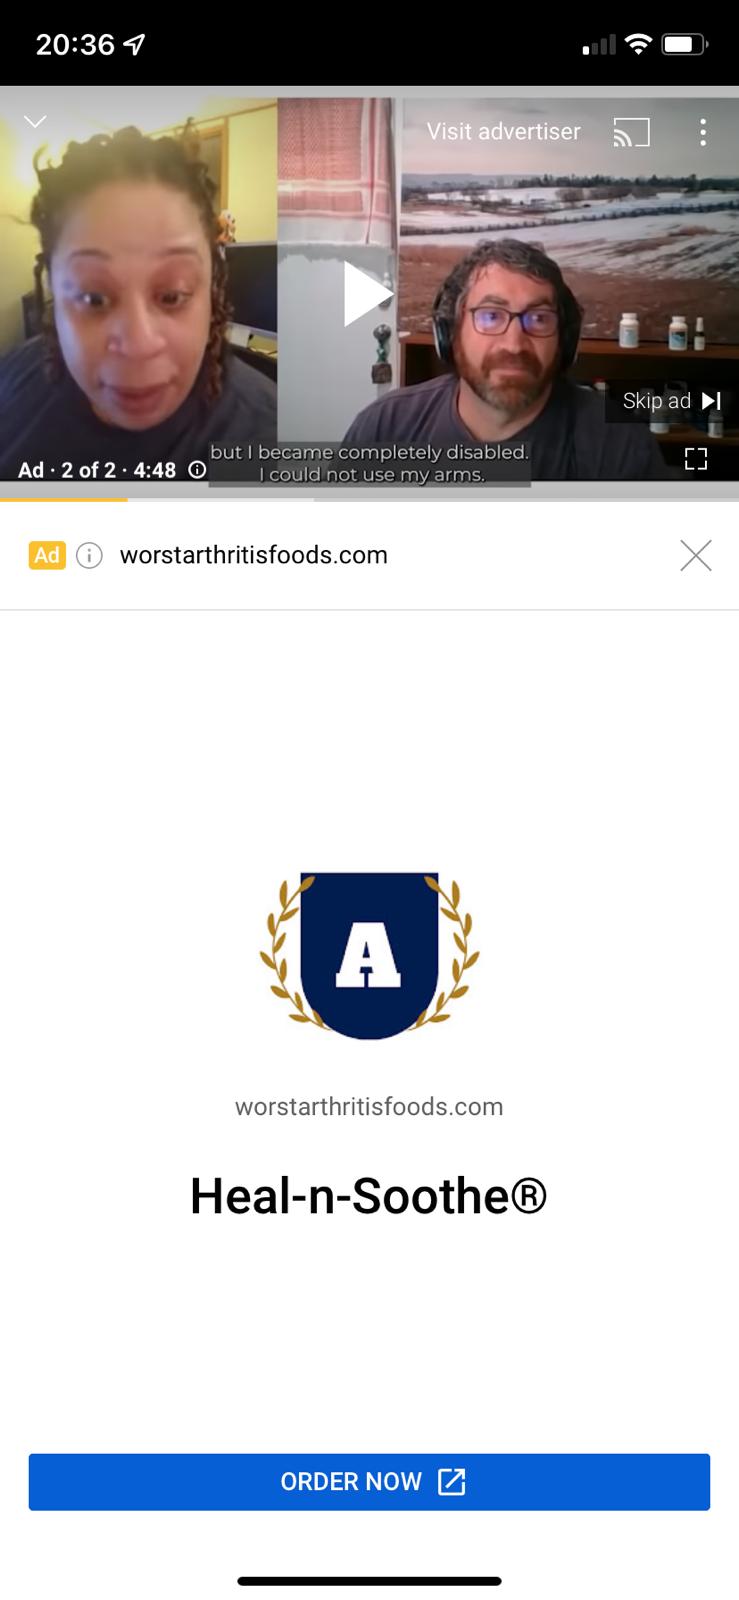 20:36
Visit advertiser
Skip ad
but I became completely disabled.
I could not use my arms.
Ad · 2 of 2 · 4:48
Ad worstarthritisfoods.com
A
worstarthritisfoods.com
Heal-n-Soothe®
ORDER NOW